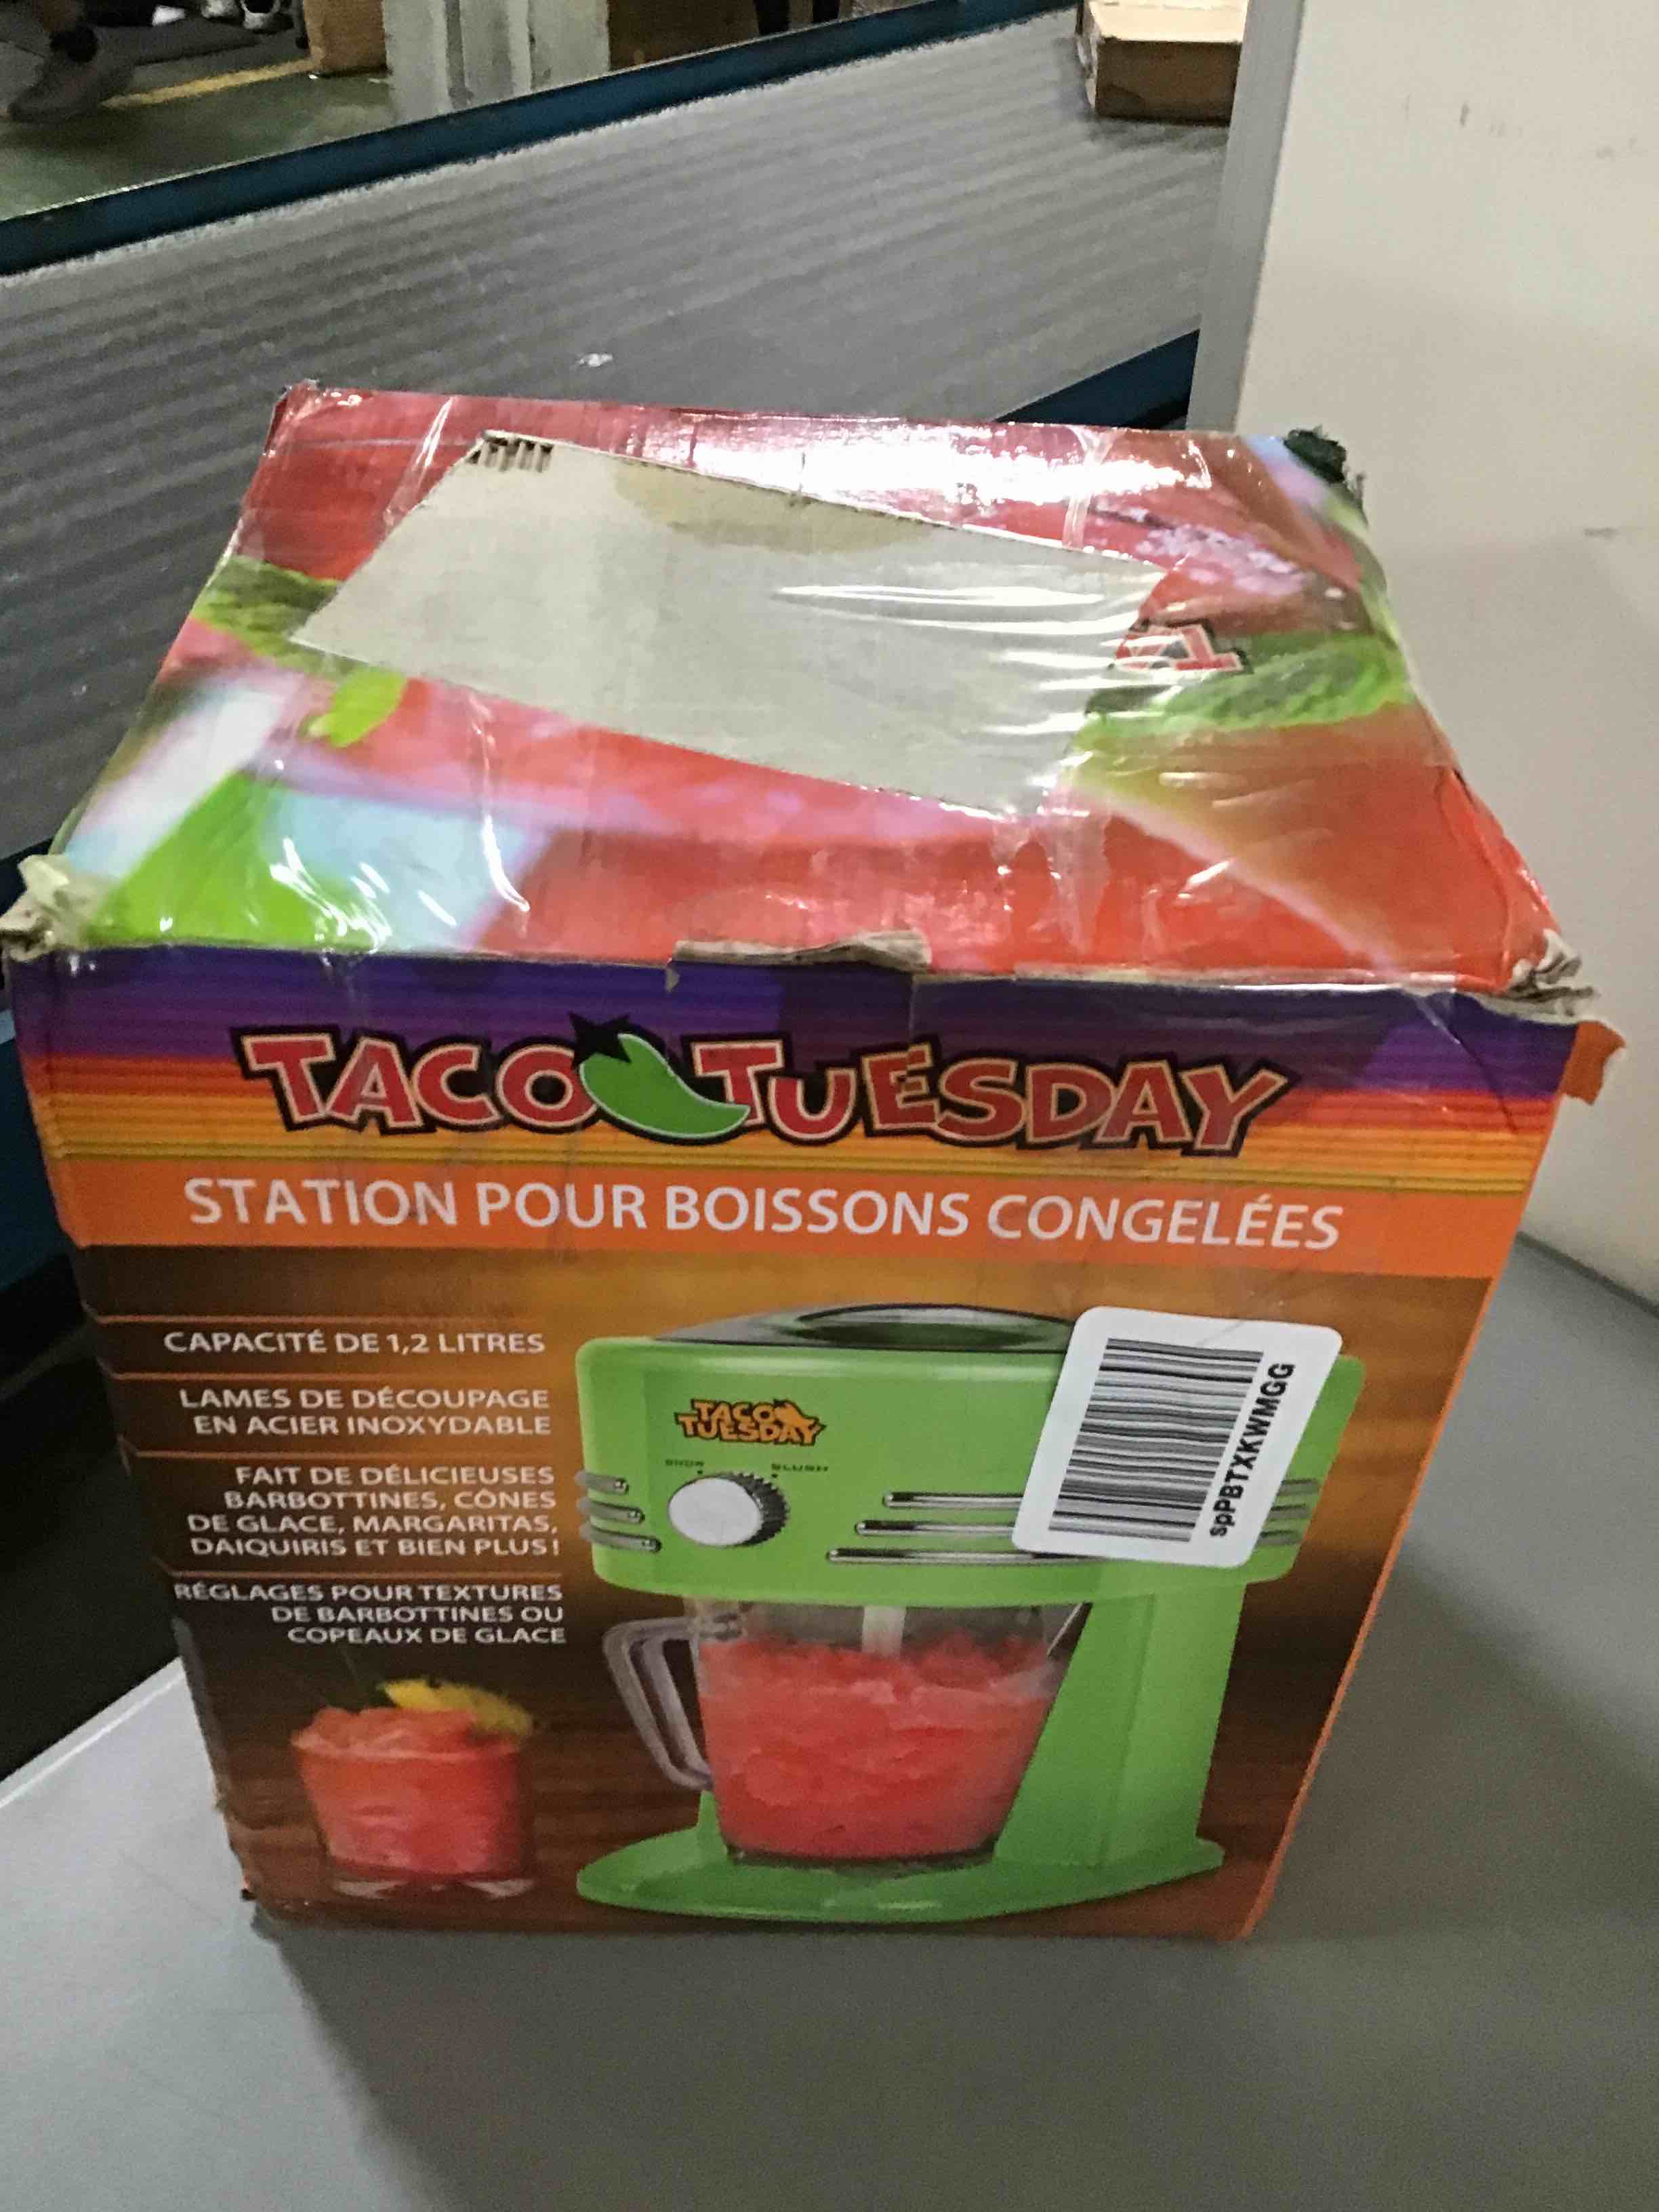 TACO TUESDAY
STATION POUR BOISSONS CONGELÉES
CAPACITÉ DE 1,2 LITRES
LAMES DE DÉCOUPAGE
EN ACIER INOXYDABLE
FAIT DE DÉLICIEUSES
BARBOTTINES, CÔNES
DE GLACE, MARGARITAS,
DAIQUIRIS ET BIEN PLUS!
RÉGLAGES POUR TEXTURES
DE BARBOTTINES OU
COPEAUX DE GLACE
TACO
TUESDAY
SNOW SLUSH
spPBTXKWMGG